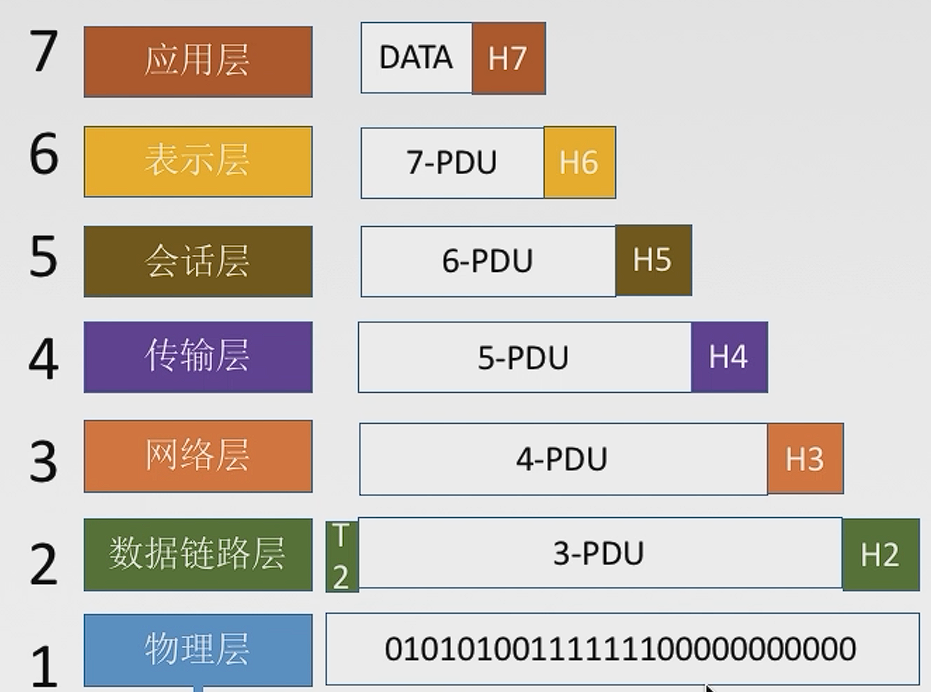 7 应用层 DATA H7
6 表示层 7-PDU H6
5 会话层 6-PDU H5
4 传输层 5-PDU H4
3 网络层 4-PDU H3
2 数据链路层 T2 3-PDU H2
1 物理层 010101001111111100000000000